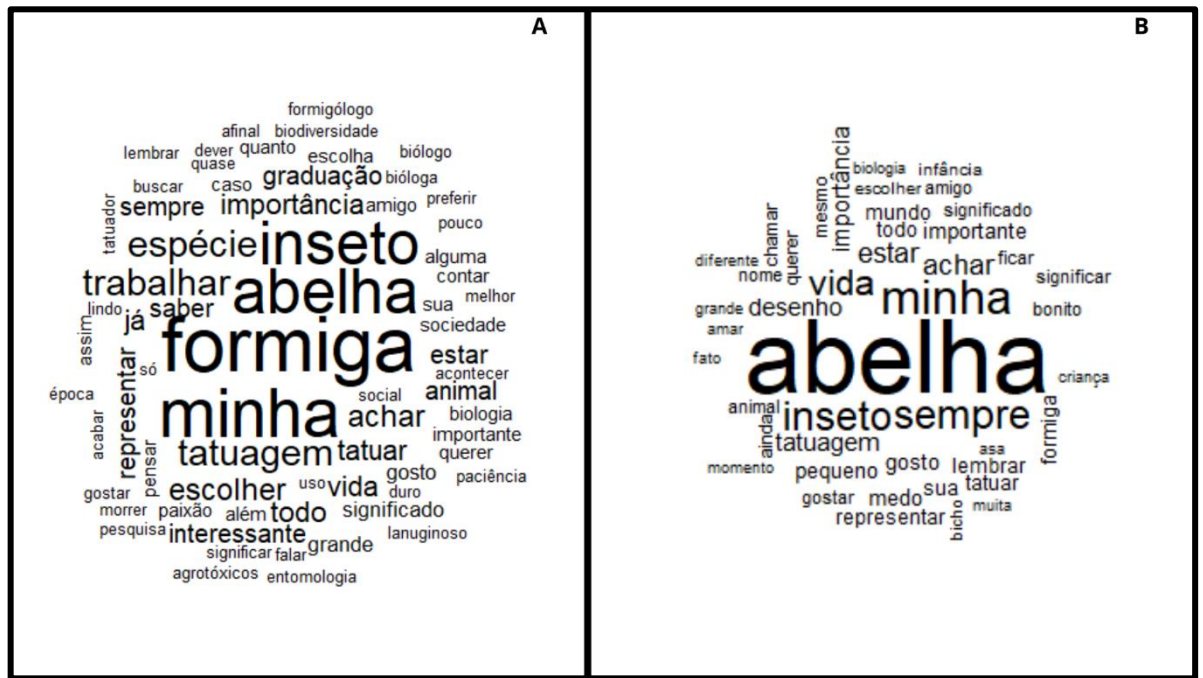 A
formigólogo
afinal biodiversidade
lembrar dever quanto escolha biólogo
quase
buscar caso graduação bióloga
tatuador sempre importância amigo preferir
pouco
espécie inseto alguma
trabalhar abelha contar
lindo saber sua melhor
assim já formiga sociedade
só estar
representar acontecer
época minha social animal
acabar achar biologia
importante
pensar tatuagem tatuar querer
gosto paciência
gostar escolher uso vida duro
morrer paixão além todo significado
pesquisa interessante lanuginoso
significar falar grande
agrotóxicos entomologia
B
importância
biologia infância
mesmo escolher amigo
chamar mundo significado
querer todo importante
diferente estar achar ficar
nome vida significar
grande desenho minha bonito
amar
fato abelha criança
animal inseto sempre formiga
ainda tatuagem asa
momento pequeno gosto lembrar
gostar medo sua tatuar
representar bicho muita